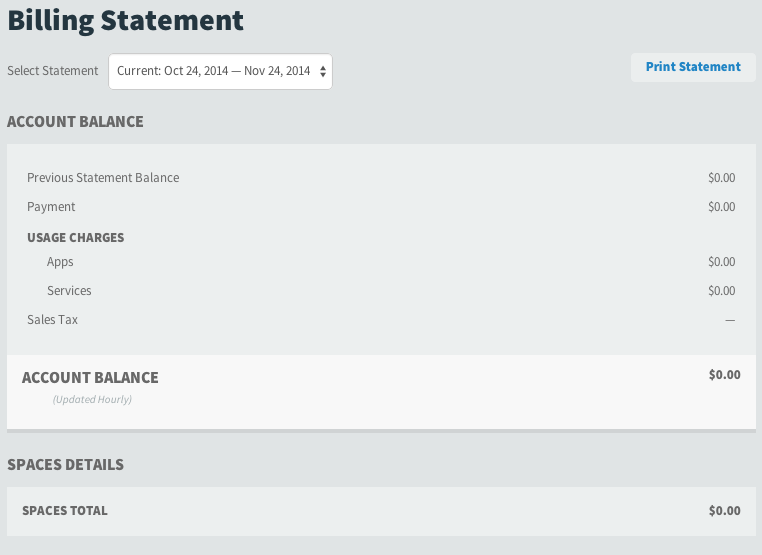 Billing Statement
Select Statement Current: Oct 24, 2014 — Nov 24, 2014 Print Statement
ACCOUNT BALANCE
Previous Statement Balance $0.00
Payment $0.00
USAGE CHARGES
Apps $0.00
Services $0.00
Sales Tax —
ACCOUNT BALANCE $0.00
(Updated Hourly)
SPACES DETAILS
SPACES TOTAL $0.00